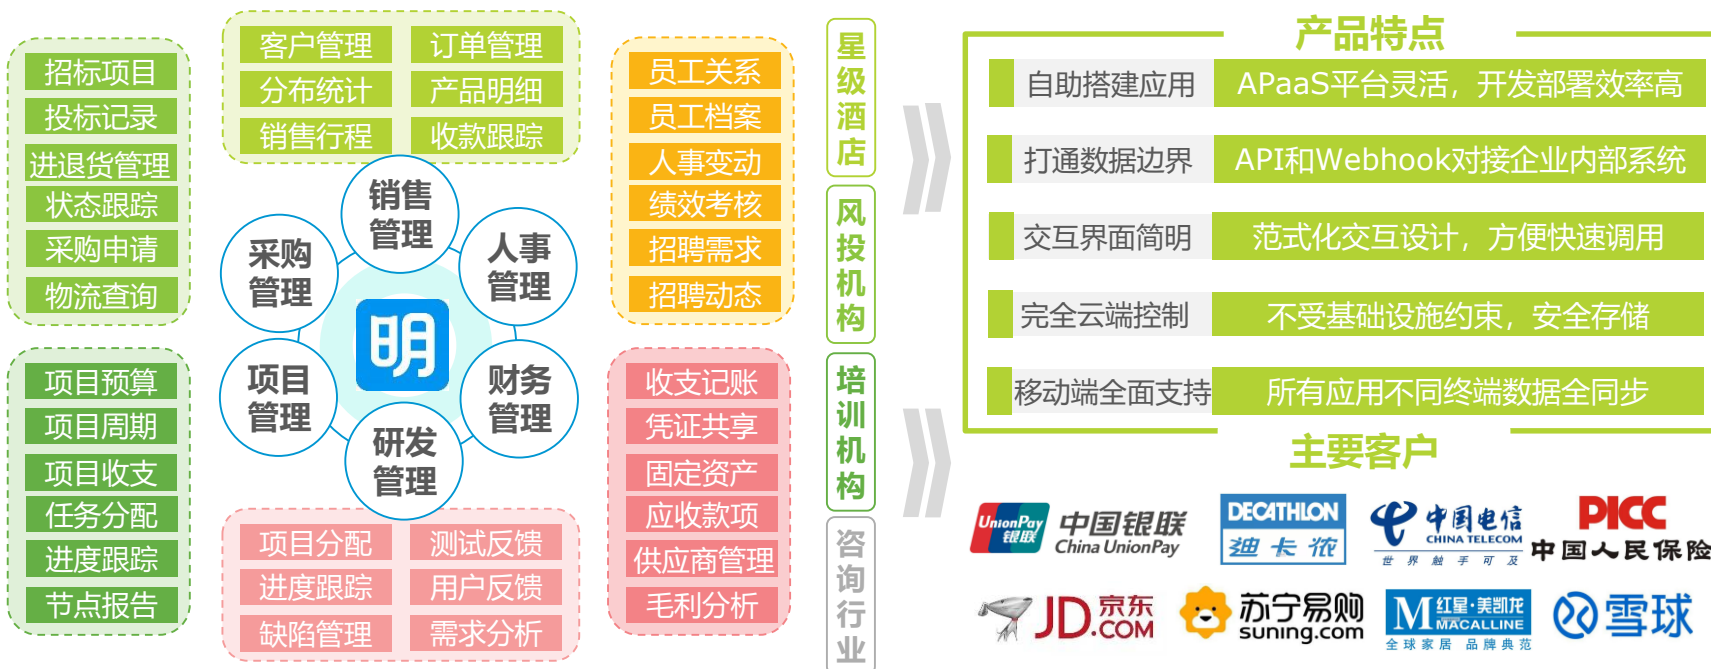 招标项目
投标记录
进退货管理
状态跟踪
采购申请
物流查询
客户管理
订单管理
分布统计
产品明细
销售行程
收款跟踪
员工关系
员工档案
人事变动
绩效考核
招聘需求
招聘动态
销售
管理
采购
管理
人事
管理
明
项目
管理
财务
管理
研发
管理
项目预算
项目周期
项目收支
任务分配
进度跟踪
节点报告
项目分配
测试反馈
进度跟踪
用户反馈
缺陷管理
需求分析
收支记账
凭证共享
固定资产
应收款项
供应商管理
毛利分析
星级酒店
风投机构
培训机构
咨询行业
产品特点
自助搭建应用
APaaS平台灵活，开发部署效率高
打通数据边界
API和Webhook对接企业内部系统
交互界面简明
范式化交互设计，方便快速调用
完全云端控制
不受基础设施约束，安全存储
移动端全面支持
所有应用不同终端数据全同步
主要客户
UnionPay
银联
中国银联
China UnionPay
DECATHLON
迪卡侬
中国电信
CHINA TELECOM
世界触手可及
PICC
中国人民保险
JD.COM
京东
苏宁易购
suning.com
M
红星·美凯龙
MACALLINE
全球家居 品牌典范
雪球